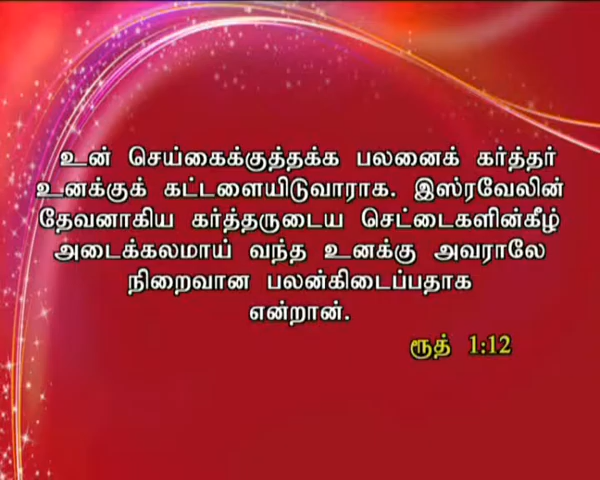 உன் செய்கைக்குத்தக்க பலனைக் கர்த்தர்
உனக்குக் கட்டளையிடுவாராக. இஸ்ரவேலின்
தேவனாகிய கர்த்தருடைய செட்டைகளின்கீழ்
அடைக்கலமாய் வந்த உனக்கு அவராலே
நிறைவான பலன்கிடைப்பதாக
என்றான்.
ரூத் 1:12